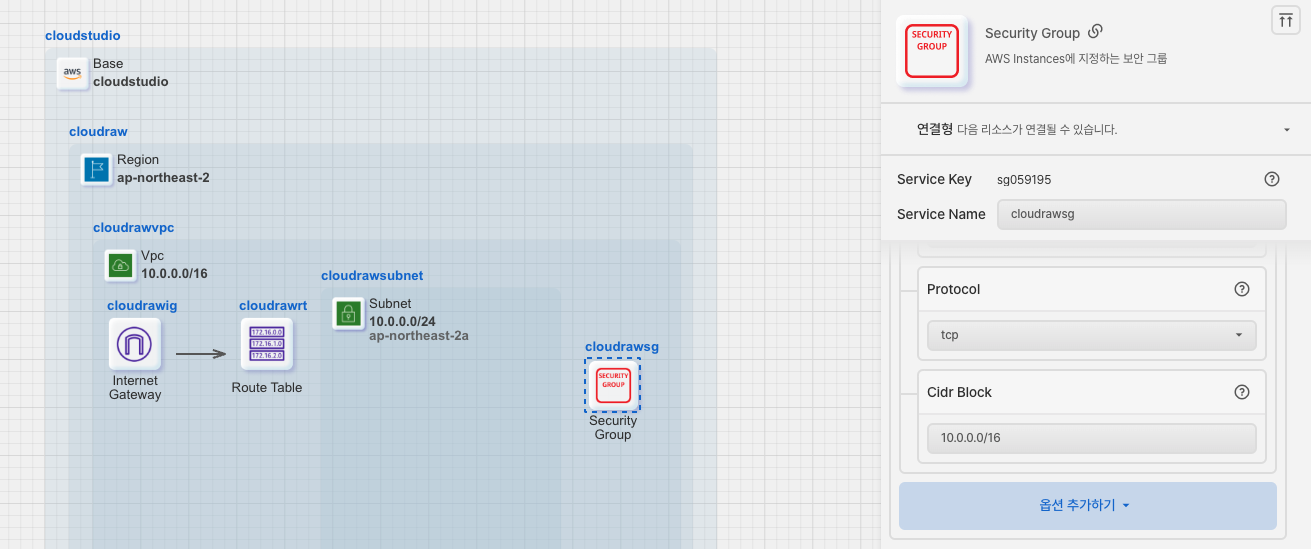 cloudstudio
aws
Base
cloudstudio
cloudraw
Region
ap-northeast-2
cloudrawvpc
Vpc
10.0.0.0/16
cloudrawig
Internet
Gateway
cloudrawrt
172.16.0.0
172.16.1.0
172.16.2.0
Route Table
cloudrawsubnet
Subnet
10.0.0.0/24
ap-northeast-2a
cloudrawsg
SECURITY
GROUP
Security
Group
SECURITY
GROUP
Security Group
AWS Instances에 지정하는 보안 그룹
연결형 다음 리소스가 연결될 수 있습니다.
Service Key sg059195
Service Name cloudrawsg
Protocol
tcp
Cidr Block
10.0.0.0/16
옵션 추가하기